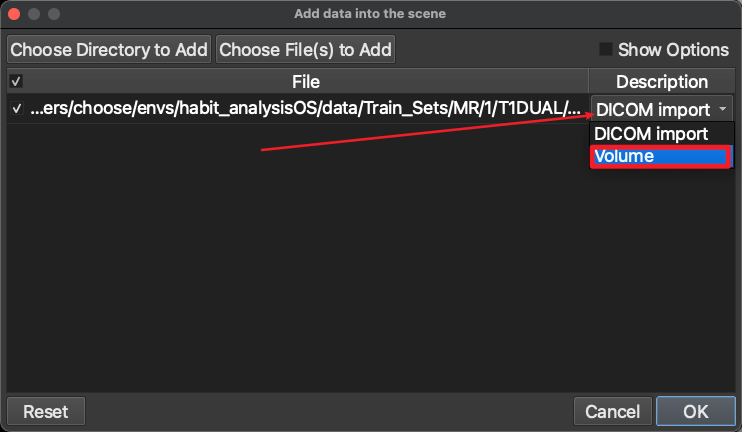 Add data into the scene
Choose Directory to Add Choose File(s) to Add Show Options
File Description
...ers/choose/envs/habit_analysisOS/data/Train_Sets/MR/1/T1DUAL/... DICOM import
DICOM import
Volume
Reset Cancel OK